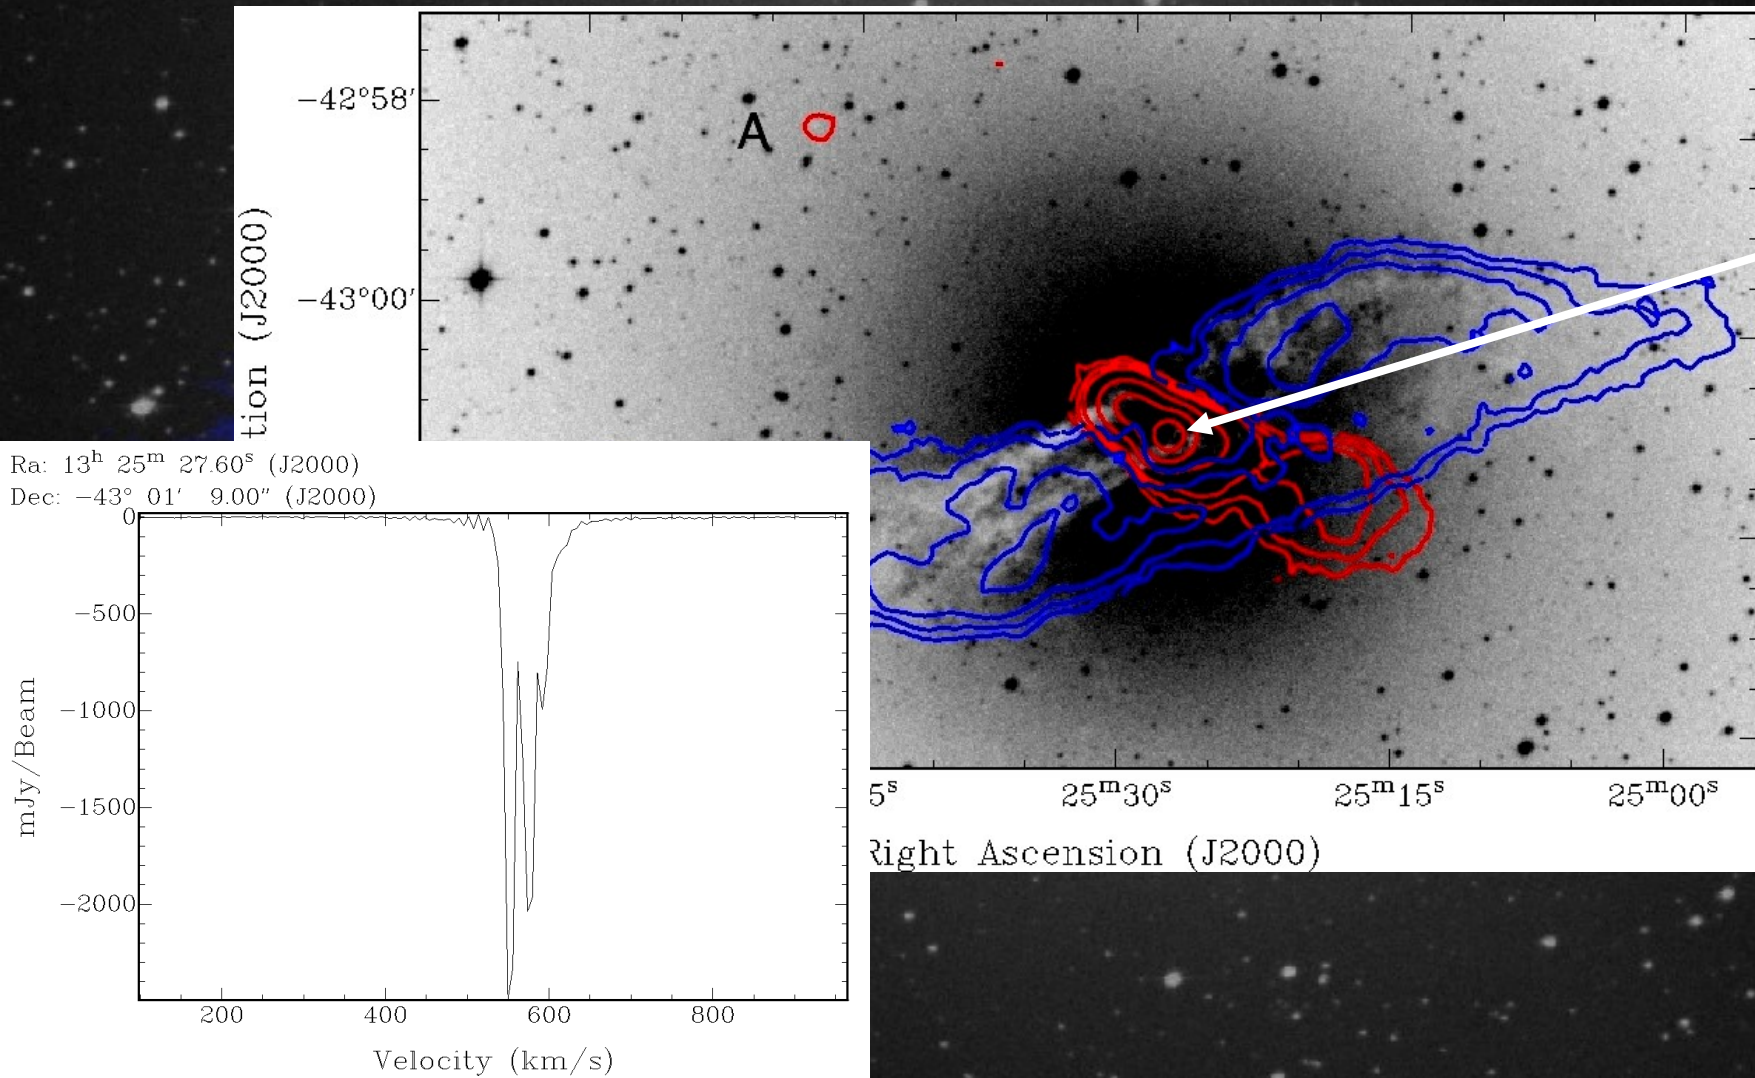 −42°58′
A
−43°00′
tion (J2000)
Ra: 13h 25m 27.60s (J2000)
Dec: −43° 01′ 9.00″ (J2000)
0
−500
−1000
−1500
−2000
mJy/Beam
200 400 600 800
Velocity (km/s)
5s 25m30s 25m15s 25m00s
Right Ascension (J2000)